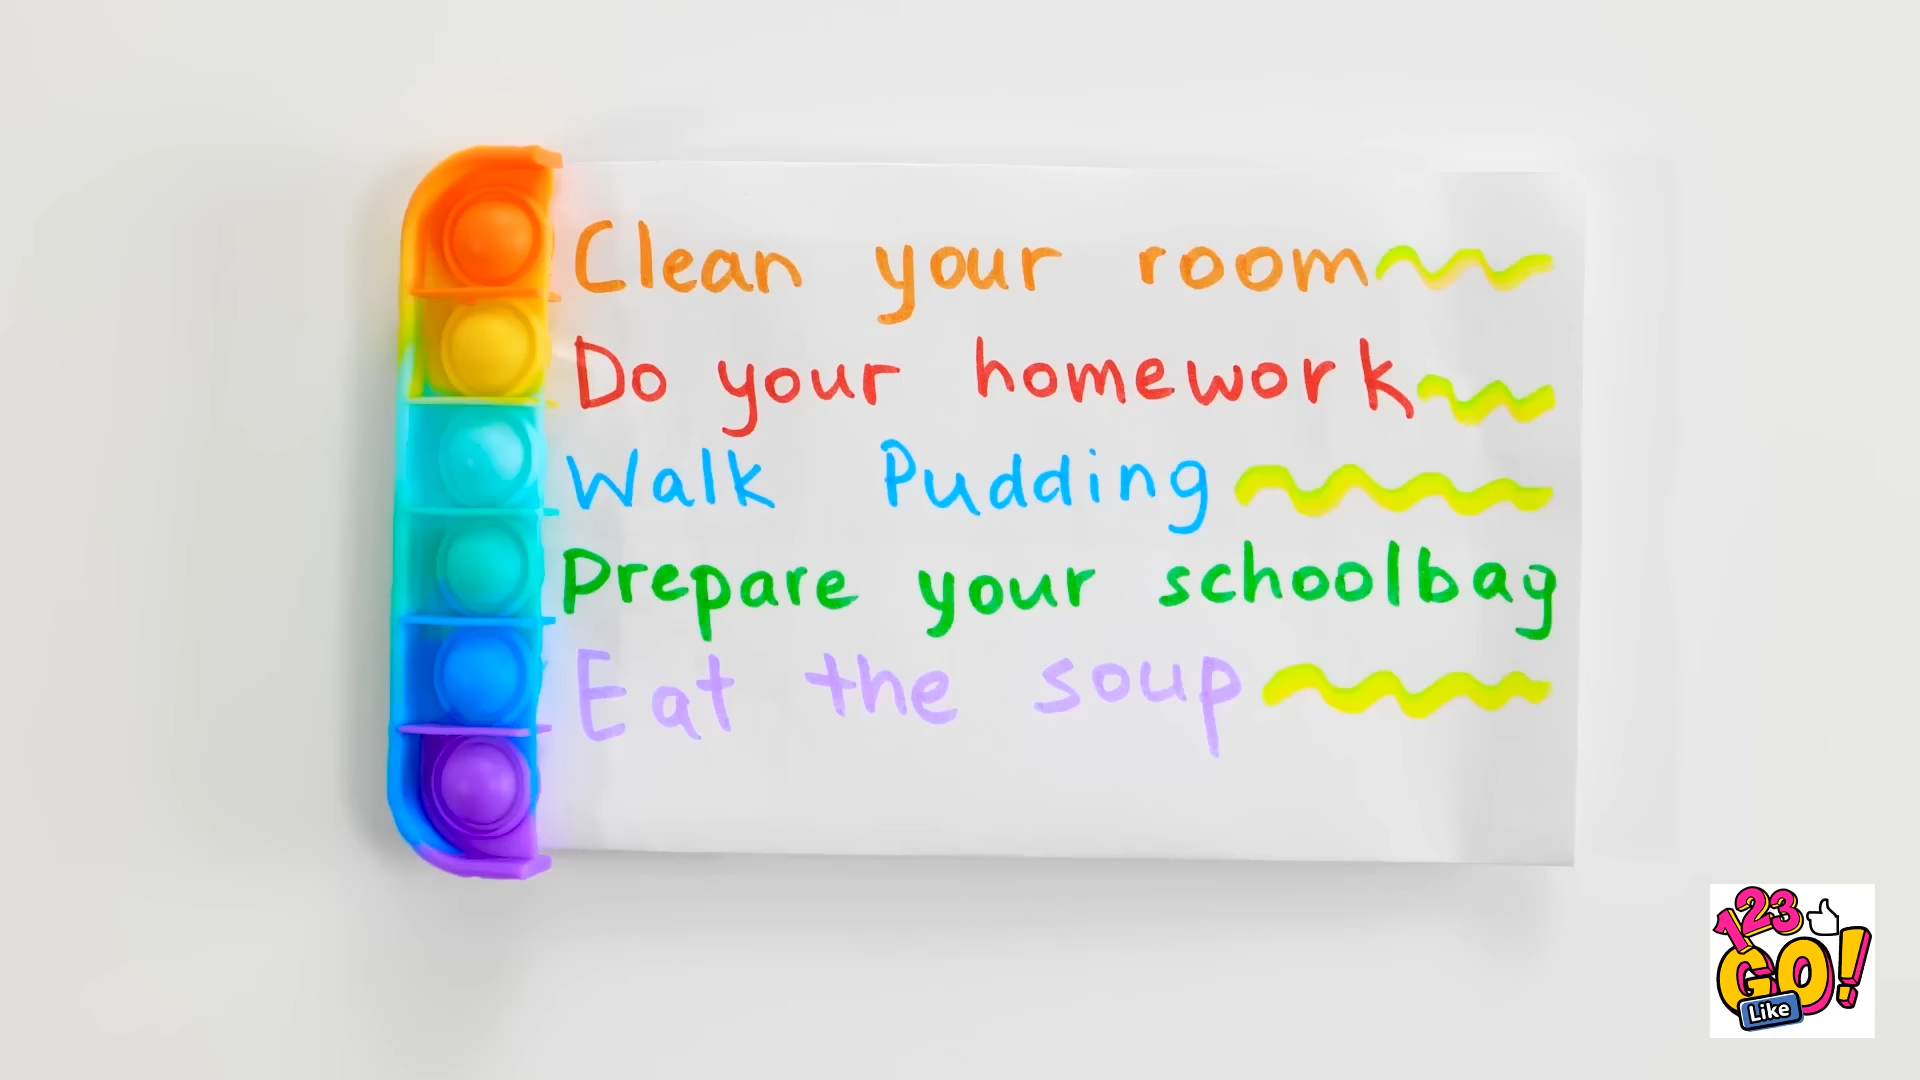 Clean your room
Do your homework
Walk Pudding
Prepare your schoolbag
Eat the soup
123
GO!
Like